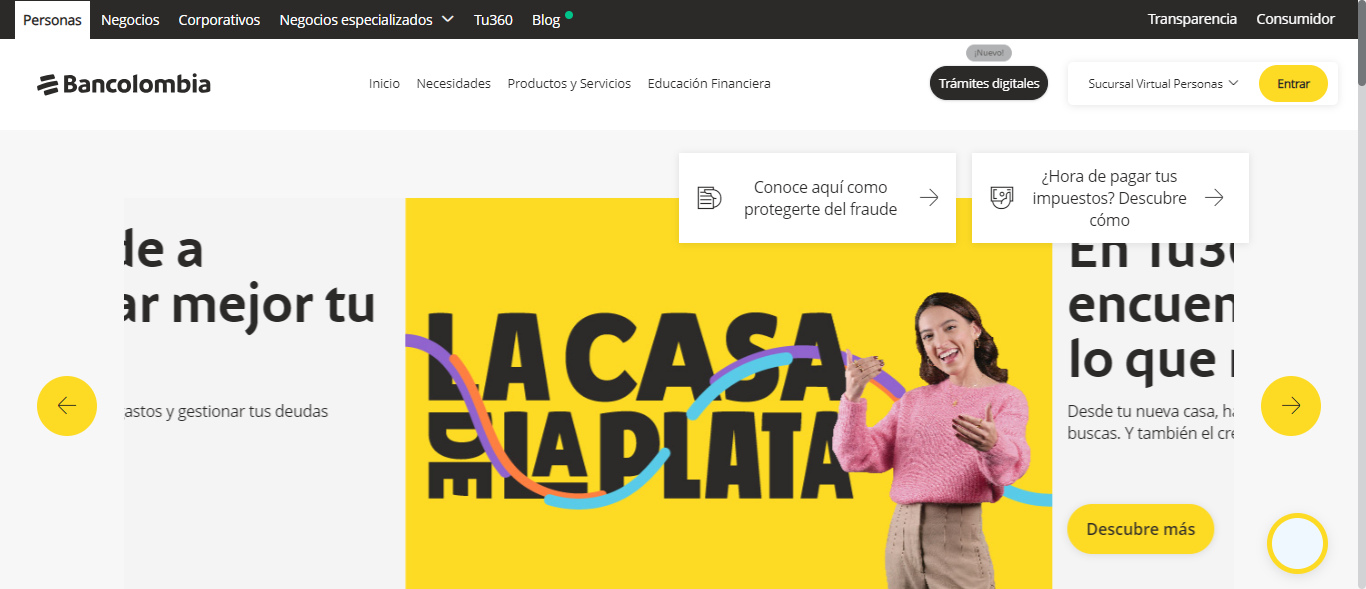 Personas Negocios Corporativos Negocios especializados Tu360 Blog Transparencia Consumidor
¡Nuevo!
Bancolombia Inicio Necesidades Productos y Servicios Educación Financiera Trámites digitales Sucursal Virtual Personas Entrar
Conoce aquí como
protegerte del fraude
¿Hora de pagar tus
impuestos? Descubre
cómo
de a
ar mejor tu
astos y gestionar tus deudas
LA CASA
DE LA PLATA
En Tu3
encuen
lo que
Desde tu nueva casa, ha
buscas. Y también el cre
Descubre más